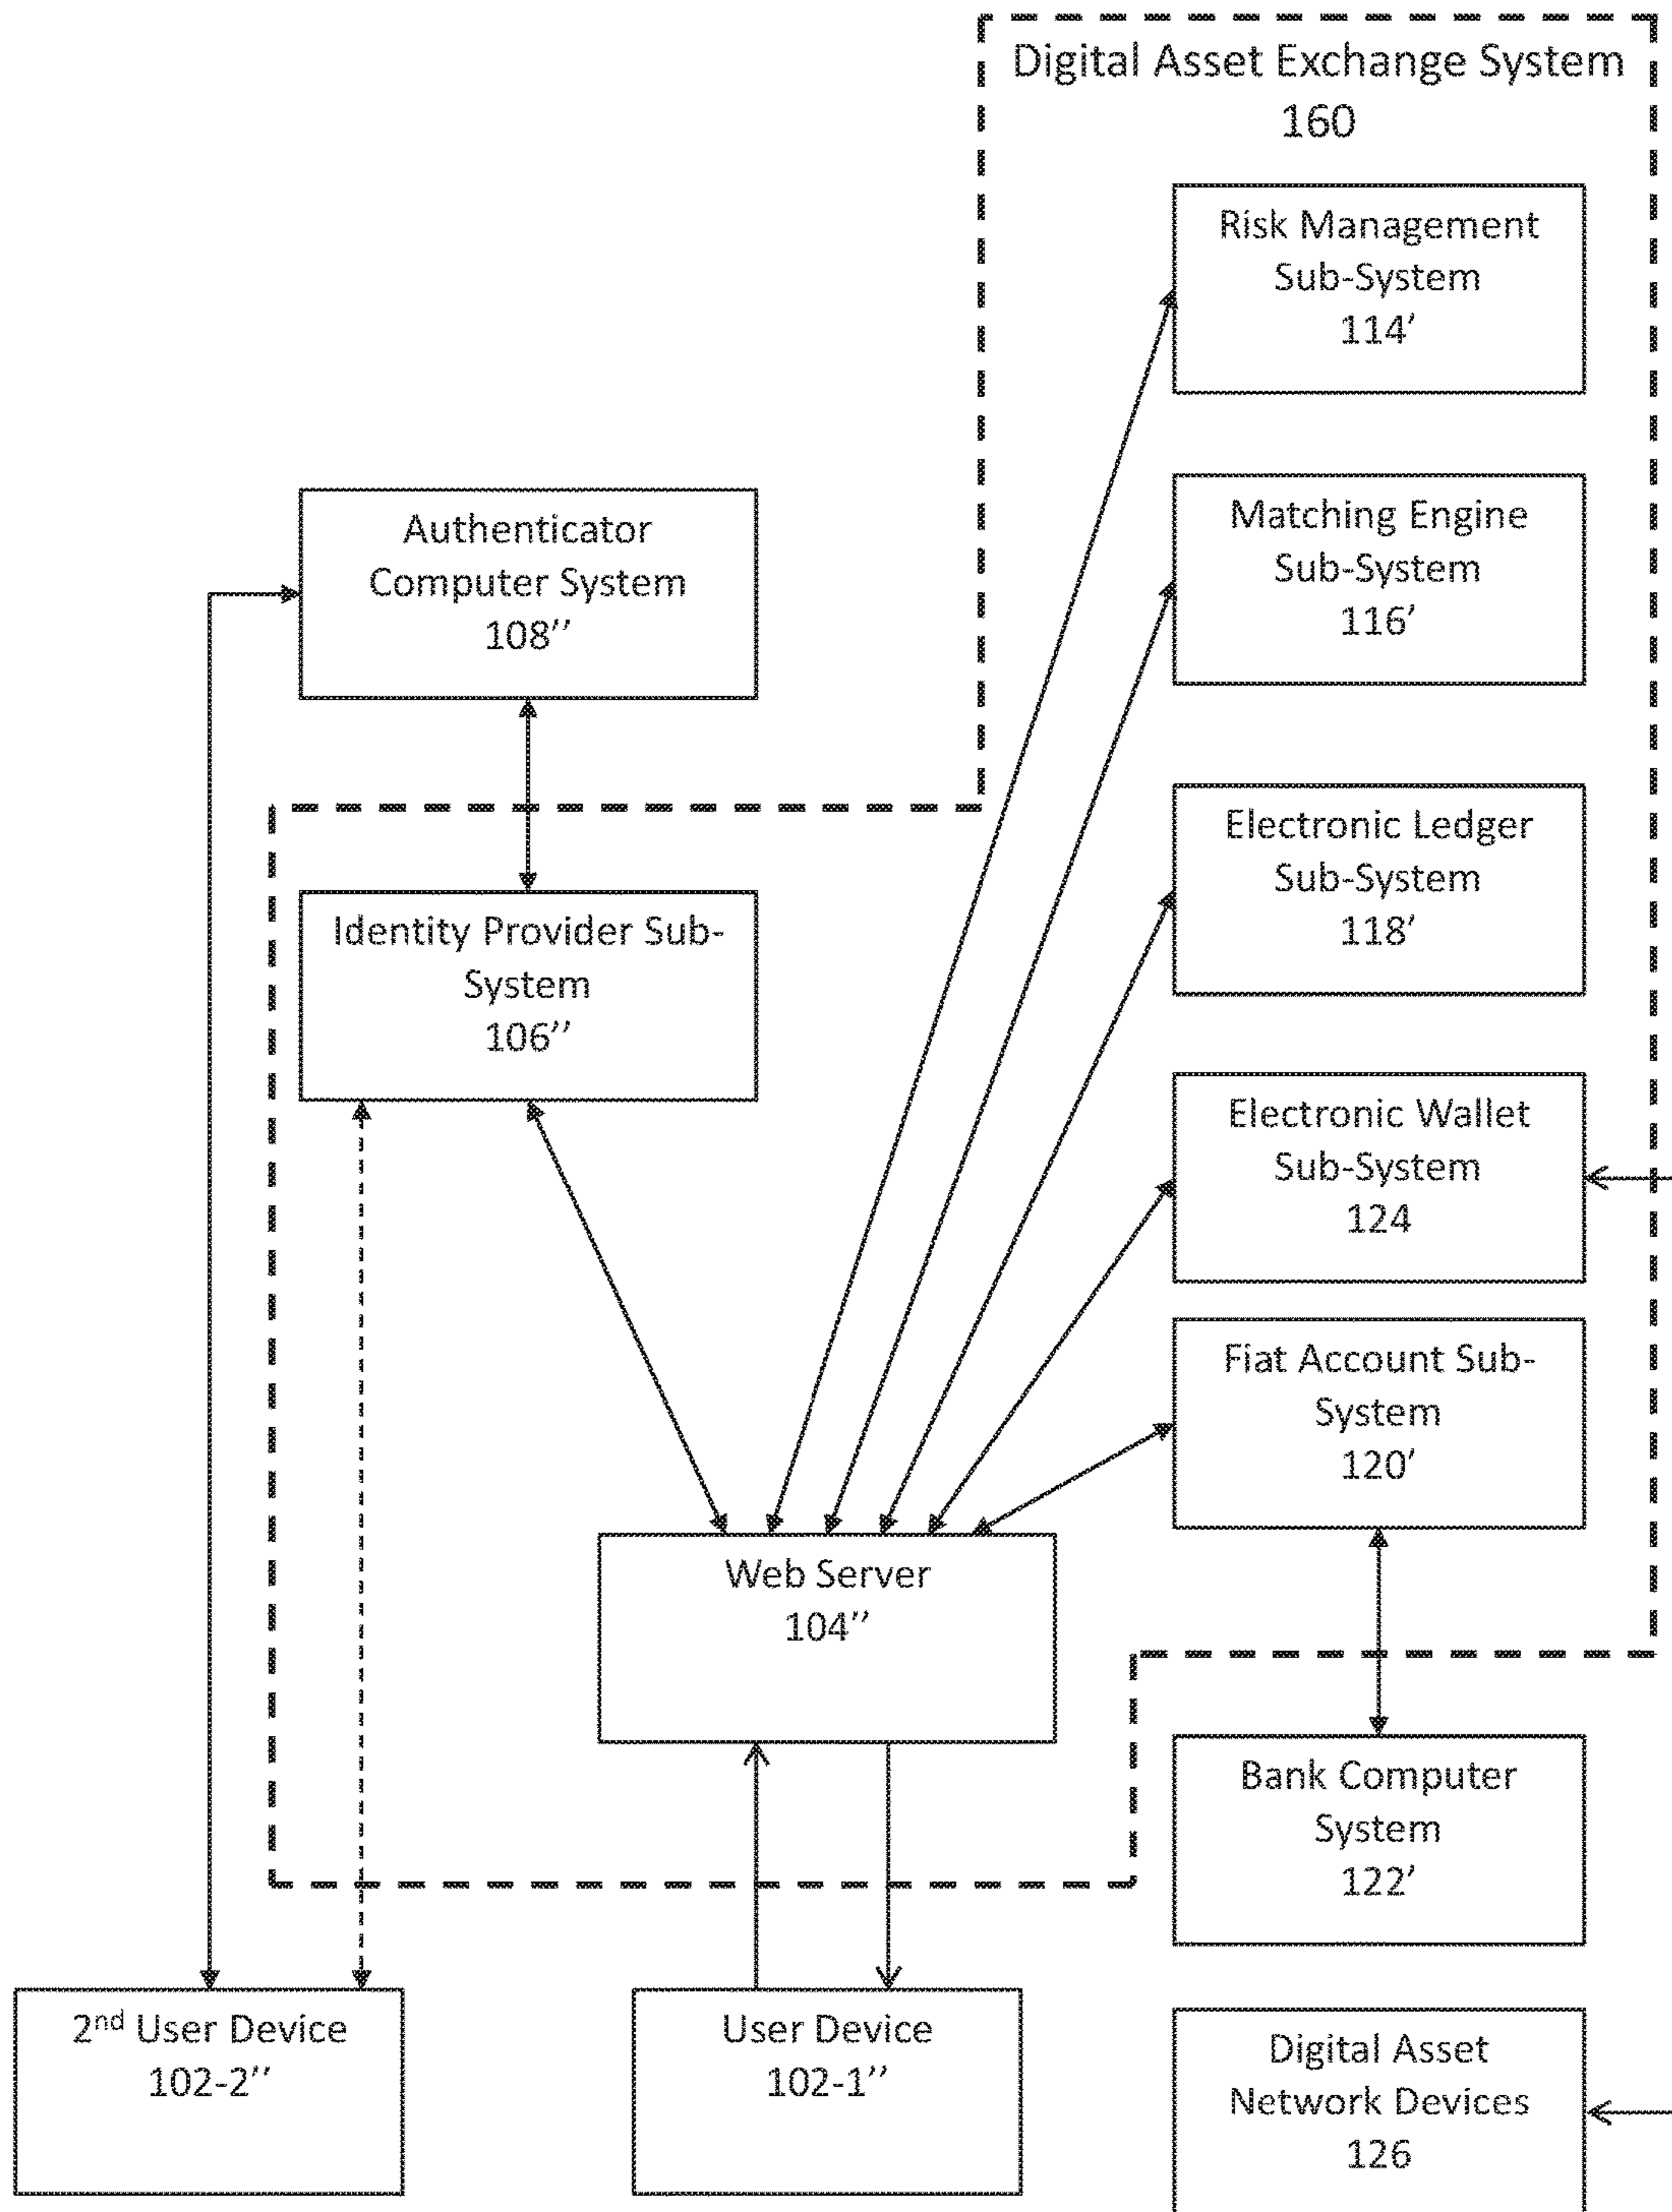 Digital Asset Exchange System
160
Risk Management
Sub-System
114’
Matching Engine
Sub-System
116’
Authenticator
Computer System
108’’
Electronic Ledger
Sub-System
118’
Identity Provider Sub-
System
106’’
Electronic Wallet
Sub-System
124
Fiat Account Sub-
System
120’
Web Server
104’’
Bank Computer
System
122’
2nd User Device
102-2’’
User Device
102-1’’
Digital Asset
Network Devices
126